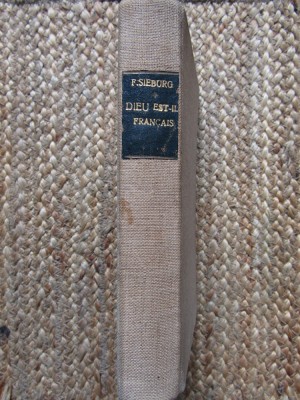 F. SIEBURG
DIEU EST-IL
FRANÇAIS